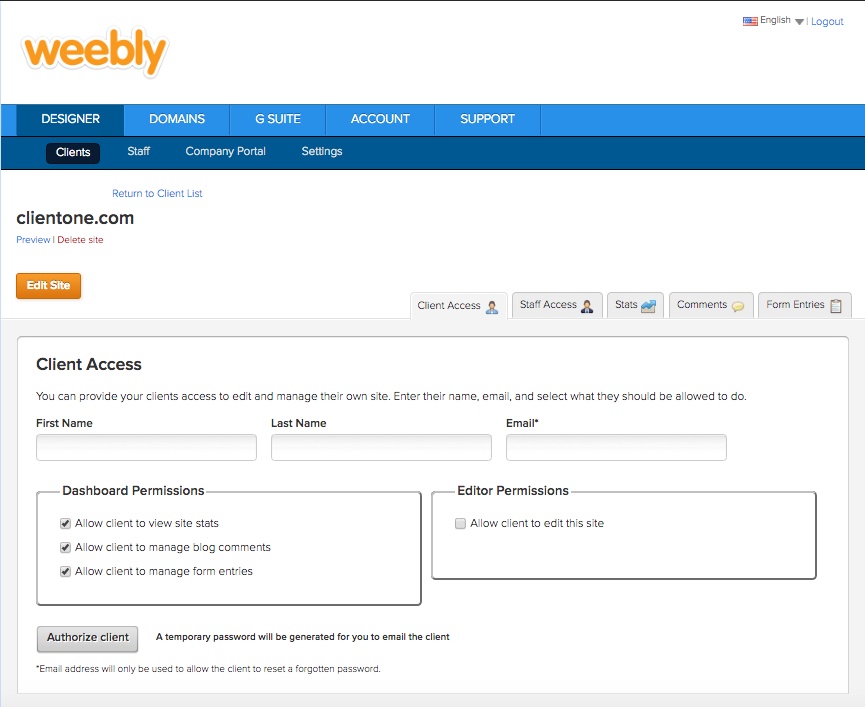 English | Logout
weebly
DESIGNER DOMAINS G SUITE ACCOUNT SUPPORT
Clients Staff Company Portal Settings
Return to Client List
clientone.com
Preview | Delete site
Edit Site
Client Access Staff Access Stats Comments Form Entries
Client Access
You can provide your clients access to edit and manage their own site. Enter their name, email, and select what they should be allowed to do.
First Name Last Name Email*
Dashboard Permissions Editor Permissions
Allow client to view site stats Allow client to edit this site
Allow client to manage blog comments
Allow client to manage form entries
Authorize client A temporary password will be generated for you to email the client
*Email address will only be used to allow the client to reset a forgotten password.